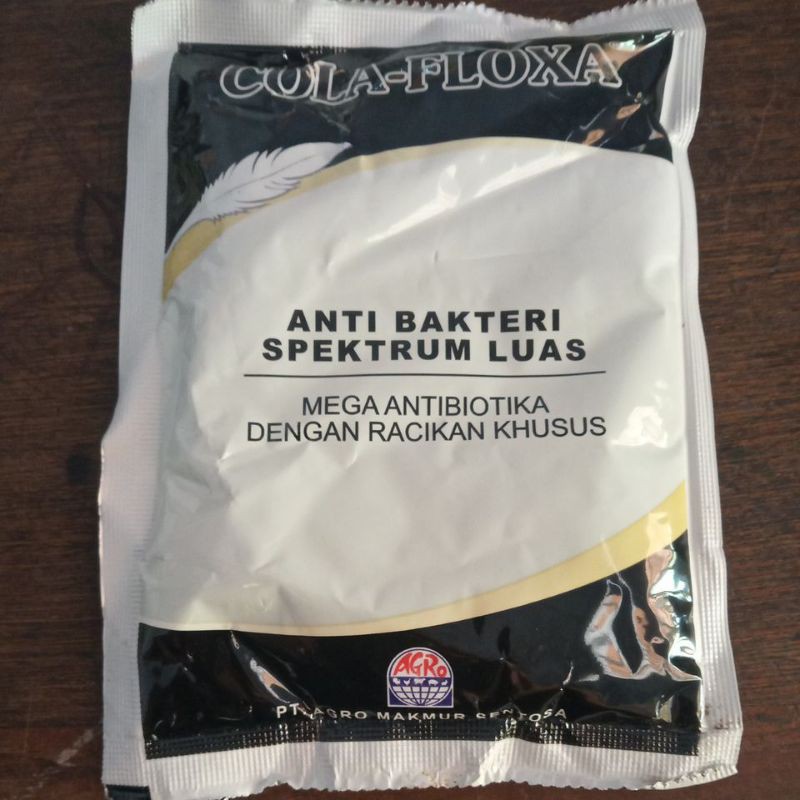 COLA-FLOXA
ANTI BAKTERI
SPEKTRUM LUAS
MEGA ANTIBIOTIKA
DENGAN RACIKAN KHUSUS
AGRO
PT. AGRO MAKMUR SENTOSA